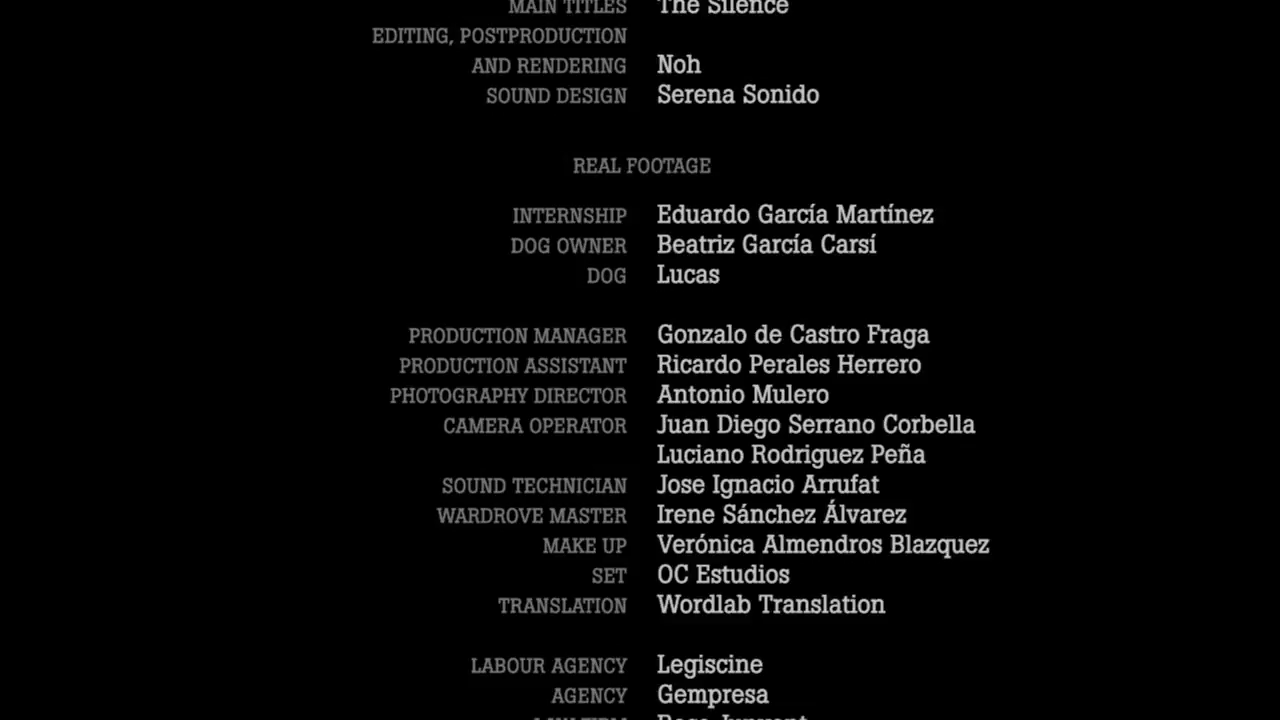 MAIN TITLES The Silence
EDITING, POSTPRODUCTION
AND RENDERING Noh
SOUND DESIGN Serena Sonido
REAL FOOTAGE
INTERNSHIP Eduardo García Martínez
DOG OWNER Beatriz García Carsí
DOG Lucas
PRODUCTION MANAGER Gonzalo de Castro Fraga
PRODUCTION ASSISTANT Ricardo Perales Herrero
PHOTOGRAPHY DIRECTOR Antonio Mulero
CAMERA OPERATOR Juan Diego Serrano Corbella
Luciano Rodriguez Peña
SOUND TECHNICIAN Jose Ignacio Arrufat
WARDROVE MASTER Irene Sánchez Álvarez
MAKE UP Verónica Almendros Blazquez
SET OC Estudios
TRANSLATION Wordlab Translation
LABOUR AGENCY Legiscine
AGENCY Gempresa